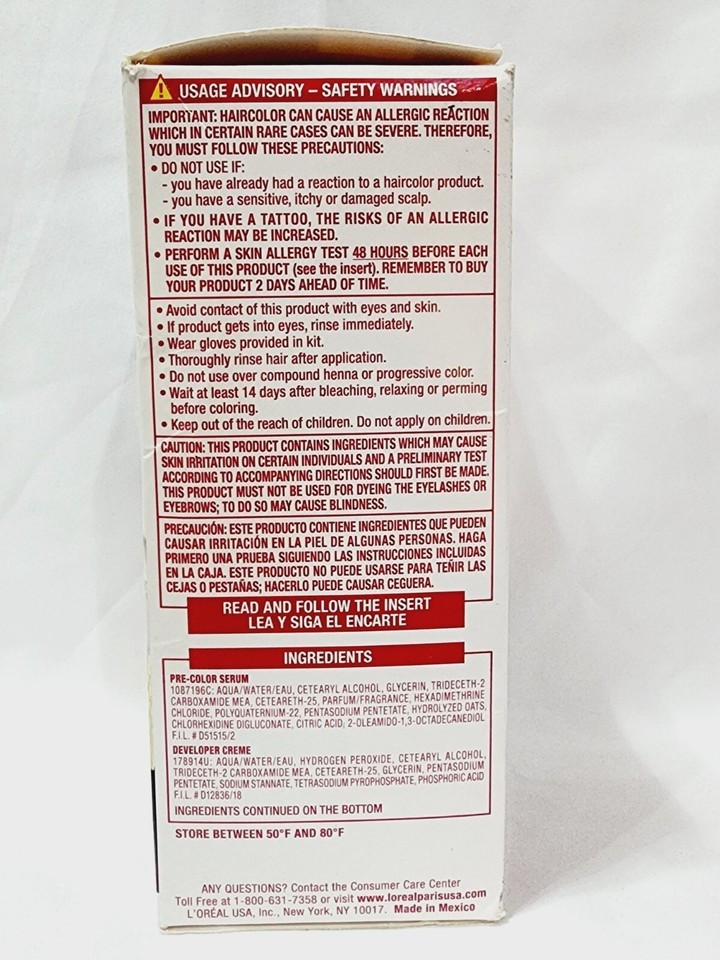 USAGE ADVISORY – SAFETY WARNINGS
IMPORTANT: HAIRCOLOR CAN CAUSE AN ALLERGIC REACTION
WHICH IN CERTAIN RARE CASES CAN BE SEVERE. THEREFORE,
YOU MUST FOLLOW THESE PRECAUTIONS:
• DO NOT USE IF:
- you have already had a reaction to a haircolor product.
- you have a sensitive, itchy or damaged scalp.
• IF YOU HAVE A TATTOO, THE RISKS OF AN ALLERGIC
REACTION MAY BE INCREASED.
• PERFORM A SKIN ALLERGY TEST 48 HOURS BEFORE EACH
USE OF THIS PRODUCT (see the insert). REMEMBER TO BUY
YOUR PRODUCT 2 DAYS AHEAD OF TIME.
• Avoid contact of this product with eyes and skin.
• If product gets into eyes, rinse immediately.
• Wear gloves provided in kit.
• Thoroughly rinse hair after application.
• Do not use over compound henna or progressive color.
• Wait at least 14 days after bleaching, relaxing or perming
before coloring.
• Keep out of the reach of children. Do not apply on children.
CAUTION: THIS PRODUCT CONTAINS INGREDIENTS WHICH MAY CAUSE
SKIN IRRITATION ON CERTAIN INDIVIDUALS AND A PRELIMINARY TEST
ACCORDING TO ACCOMPANYING DIRECTIONS SHOULD FIRST BE MADE.
THIS PRODUCT MUST NOT BE USED FOR DYEING THE EYELASHES OR
EYEBROWS; TO DO SO MAY CAUSE BLINDNESS.
PRECAUCIÓN: ESTE PRODUCTO CONTIENE INGREDIENTES QUE PUEDEN
CAUSAR IRRITACIÓN EN LA PIEL DE ALGUNAS PERSONAS. HAGA
PRIMERO UNA PRUEBA SIGUIENDO LAS INSTRUCCIONES INCLUIDAS
EN LA CAJA. ESTE PRODUCTO NO PUEDE USARSE PARA TEÑIR LAS
CEJAS O PESTAÑAS; HACERLO PUEDE CAUSAR CEGUERA.
READ AND FOLLOW THE INSERT
LEA Y SIGA EL ENCARTE
INGREDIENTS
PRE-COLOR SERUM
1087196C: AQUA/WATER/EAU, CETEARYL ALCOHOL, GLYCERIN, TRIDECETH-2
CARBOXAMIDE MEA, CETEARETH-25, PARFUM/FRAGRANCE, HEXADIMETHRINE
CHLORIDE, POLYQUATERNIUM-22, PENTASODIUM PENTETATE, HYDROLYZED OATS,
CHLORHEXIDINE DIGLUCONATE, CITRIC ACID, 2-OLEAMIDO-1,3-OCTADECANEDIOL
F.I.L. # D51515/2
DEVELOPER CREME
178914U: AQUA/WATER/EAU, HYDROGEN PEROXIDE, CETEARYL ALCOHOL,
TRIDECETH-2 CARBOXAMIDE MEA, CETEARETH-25, GLYCERIN, PENTASODIUM
PENTETATE, SODIUM STANNATE, TETRASODIUM PYROPHOSPHATE, PHOSPHORIC ACID
F.I.L. # D12836/18
INGREDIENTS CONTINUED ON THE BOTTOM
STORE BETWEEN 50°F AND 80°F
ANY QUESTIONS? Contact the Consumer Care Center
Toll Free at 1-800-631-7358 or visit www.lorealparisusa.com
L'ORÉAL USA, Inc., New York, NY 10017. Made in Mexico